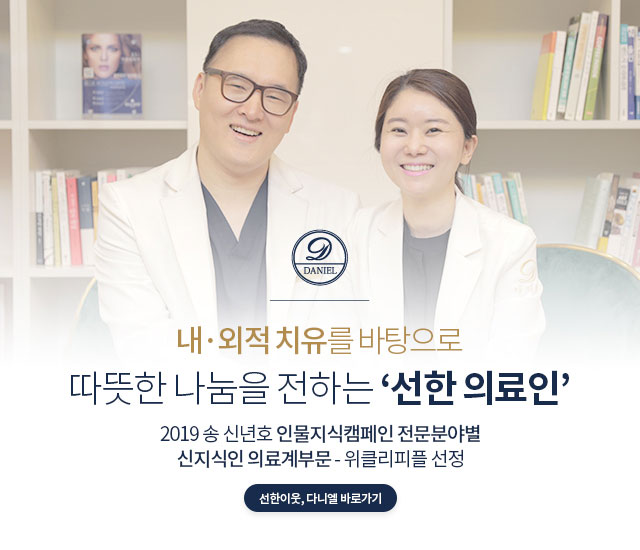 DANIEL
내·외적 치유를 바탕으로
따뜻한 나눔을 전하는 ‘선한 의료인’
2019 송 신년호 인물지식캠페인 전문분야별
신지식인 의료계부문 - 위클리피플 선정
선한이웃, 다니엘 바로가기